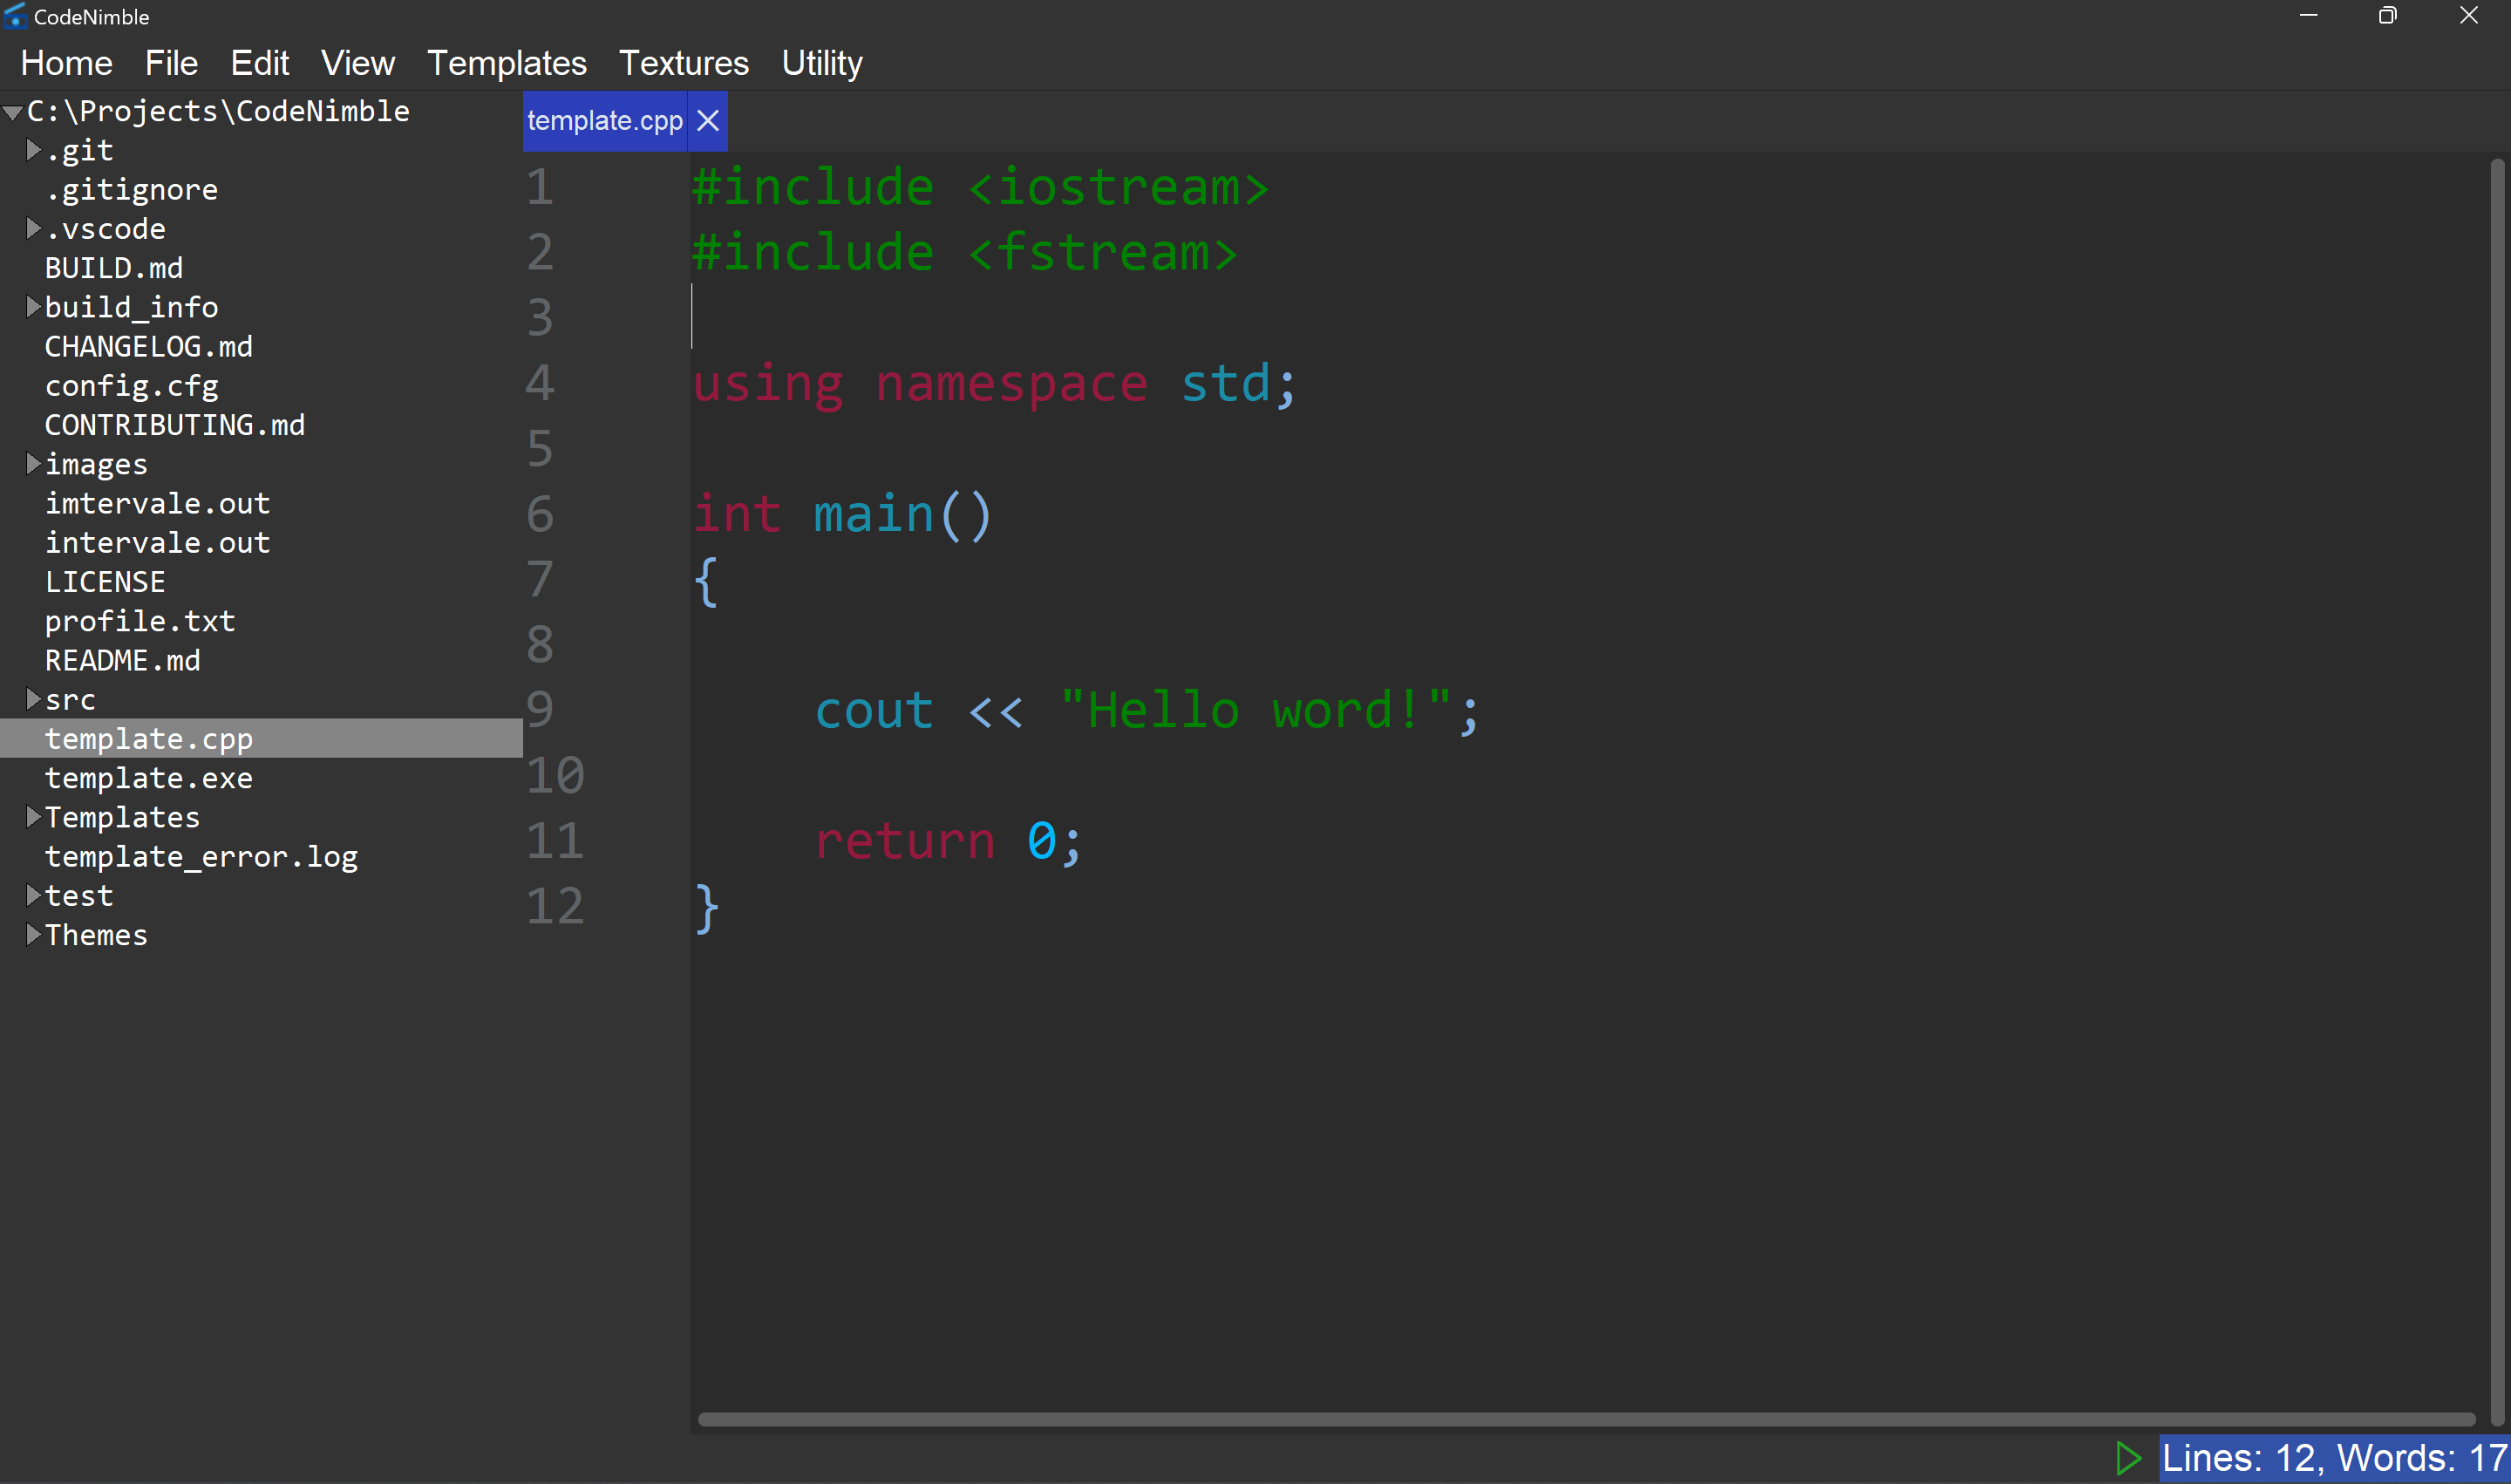 CodeNimble
Home File Edit View Templates Textures Utility
C:\Projects\CodeNimble
.git
.gitignore
.vscode
BUILD.md
build_info
CHANGELOG.md
config.cfg
CONTRIBUTING.md
images
imtervale.out
intervale.out
LICENSE
profile.txt
README.md
src
template.cpp
template.exe
Templates
template_error.log
test
Themes
template.cpp
1 #include <iostream>
2 #include <fstream>
3
4 using namespace std;
5
6 int main()
7 {
8
9     cout << "Hello word!";
10
11     return 0;
12 }
Lines: 12, Words: 17